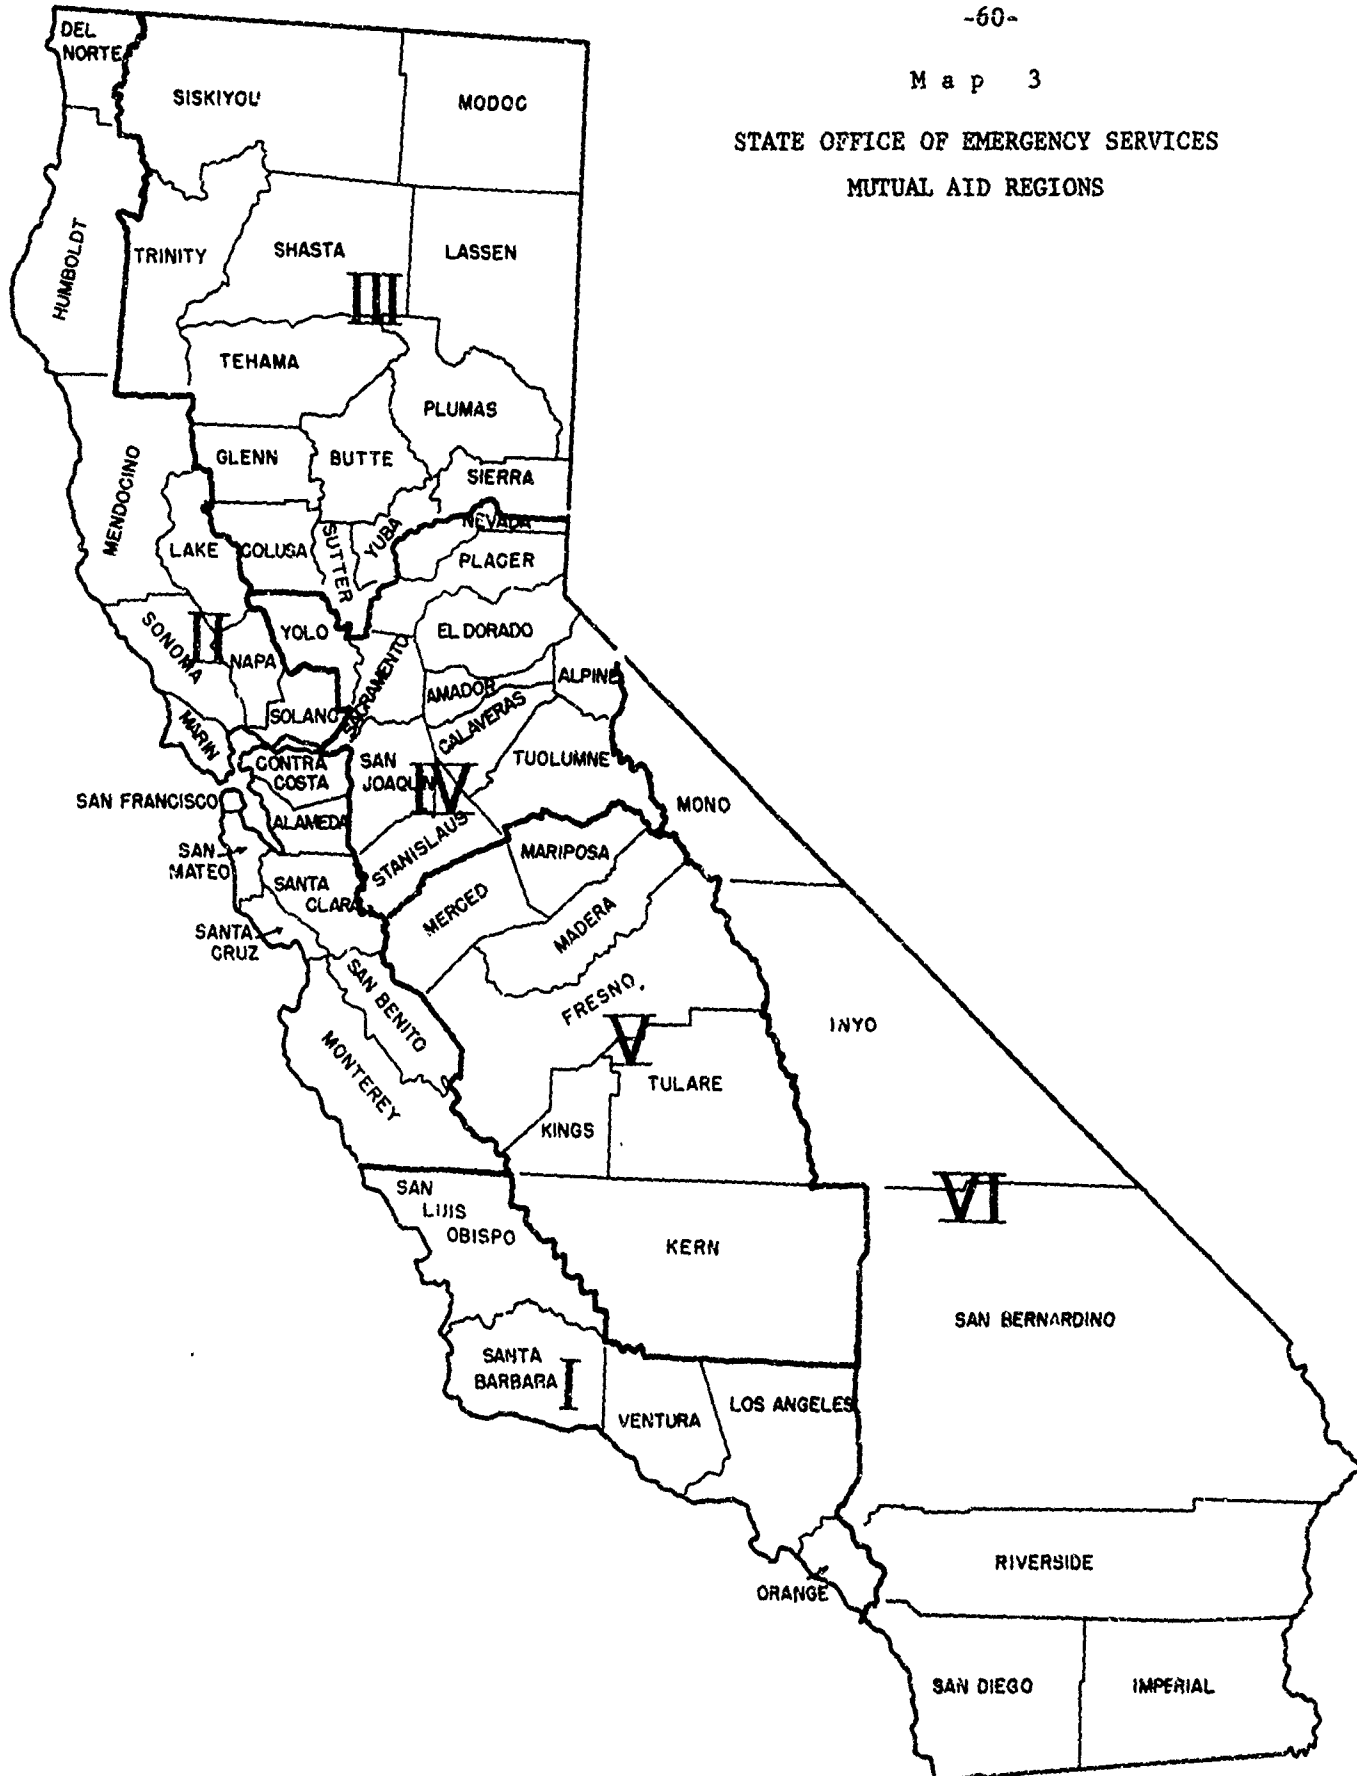 -60-
Map 3
STATE OFFICE OF EMERGENCY SERVICES
MUTUAL AID REGIONS
DEL
NORTE
SISKIYOU
MODOC
HUMBOLDT
TRINITY
SHASTA
LASSEN
III
TEHAMA
PLUMAS
MENDOCINO
GLENN
BUTTE
SIERRA
LAKE
COLUSA
SUTTER
YUBA
NEVADA
PLACER
SONOMA
II
NAPA
YOLO
SACRAMENTO
EL DORADO
AMADOR
ALPINE
MARIN
SOLANO
CALAVERAS
CONTRA
COSTA
SAN
JOAQUIN
IV
TUOLUMNE
SAN FRANCISCO
ALAMEDA
MONO
SAN
MATEO
STANISLAUS
MARIPOSA
SANTA
CLARA
MERCED
MADERA
SANTA
CRUZ
SAN BENITO
FRESNO
MONTEREY
V
INYO
TULARE
KINGS
SAN
LUIS
OBISPO
KERN
VI
SAN BERNARDINO
SANTA
BARBARA
I
VENTURA
LOS ANGELES
RIVERSIDE
ORANGE
SAN DIEGO
IMPERIAL